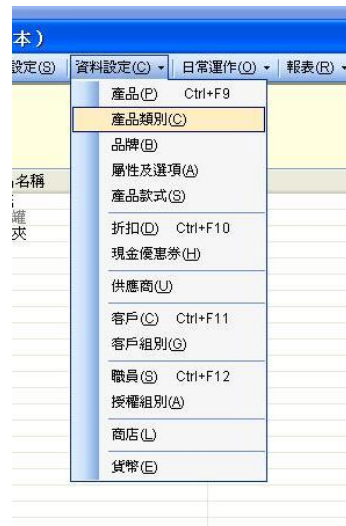 本）
設定(S) 資料設定(C) 日常運作(O) 報表(R)
產品(P) Ctrl+F9
產品類別(C)
品牌(B)
屬性及選項(A)
產品款式(S)
折扣(D) Ctrl+F10
現金優惠券(H)
供應商(U)
客戶(C) Ctrl+F11
客戶組別(G)
職員(S) Ctrl+F12
授權組別(A)
商店(L)
貨幣(E)
名稱
罐
夾